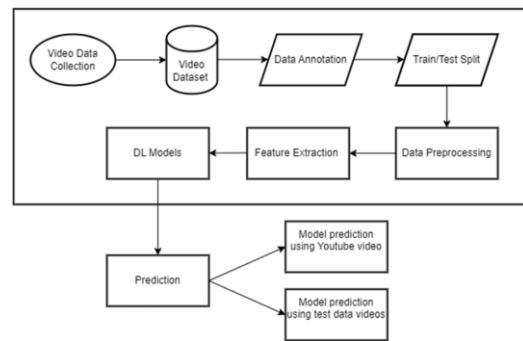 Video Data
Collection
Video
Dataset
Data Annotation
Train/Test Split
DL Models
Feature Extraction
Data Preprocessing
Prediction
Model prediction
using Youtube video
Model prediction
using test data videos